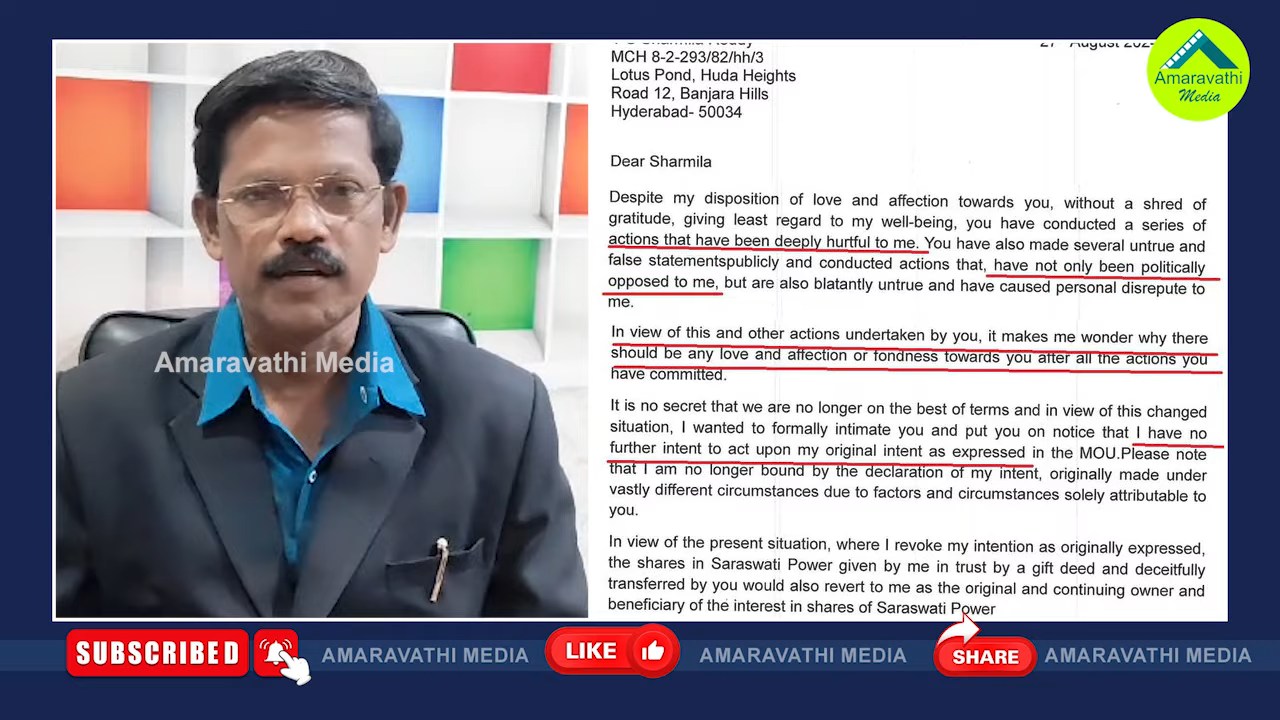 MCH 8-2-293/82/hh/3
Lotus Pond, Huda Heights
Road 12, Banjara Hills
Hyderabad- 50034
Dear Sharmila
Despite my disposition of love and affection towards you, without a shred of
gratitude, giving least regard to my well-being, you have conducted a series of
actions that have been deeply hurtful to me. You have also made several untrue and
false statementspublicly and conducted actions that, have not only been politically
opposed to me, but are also blatantly untrue and have caused personal disrepute to
me.
In view of this and other actions undertaken by you, it makes me wonder why there
should be any love and affection or fondness towards you after all the actions you
have committed.
It is no secret that we are no longer on the best of terms and in view of this changed
situation, I wanted to formally intimate you and put you on notice that I have no
further intent to act upon my original intent as expressed in the MOU.Please note
that I am no longer bound by the declaration of my intent, originally made under
vastly different circumstances due to factors and circumstances solely attributable to
you.
In view of the present situation, where I revoke my intention as originally expressed,
the shares in Saraswati Power given by me in trust by a gift deed and deceitfully
transferred by you would also revert to me as the original and continuing owner and
beneficiary of the interest in shares of Saraswati Power
Amaravathi
Media
Amaravathi Media
SUBSCRIBED
AMARAVATHI MEDIA
LIKE
AMARAVATHI MEDIA
SHARE
AMARAVATHI MEDIA